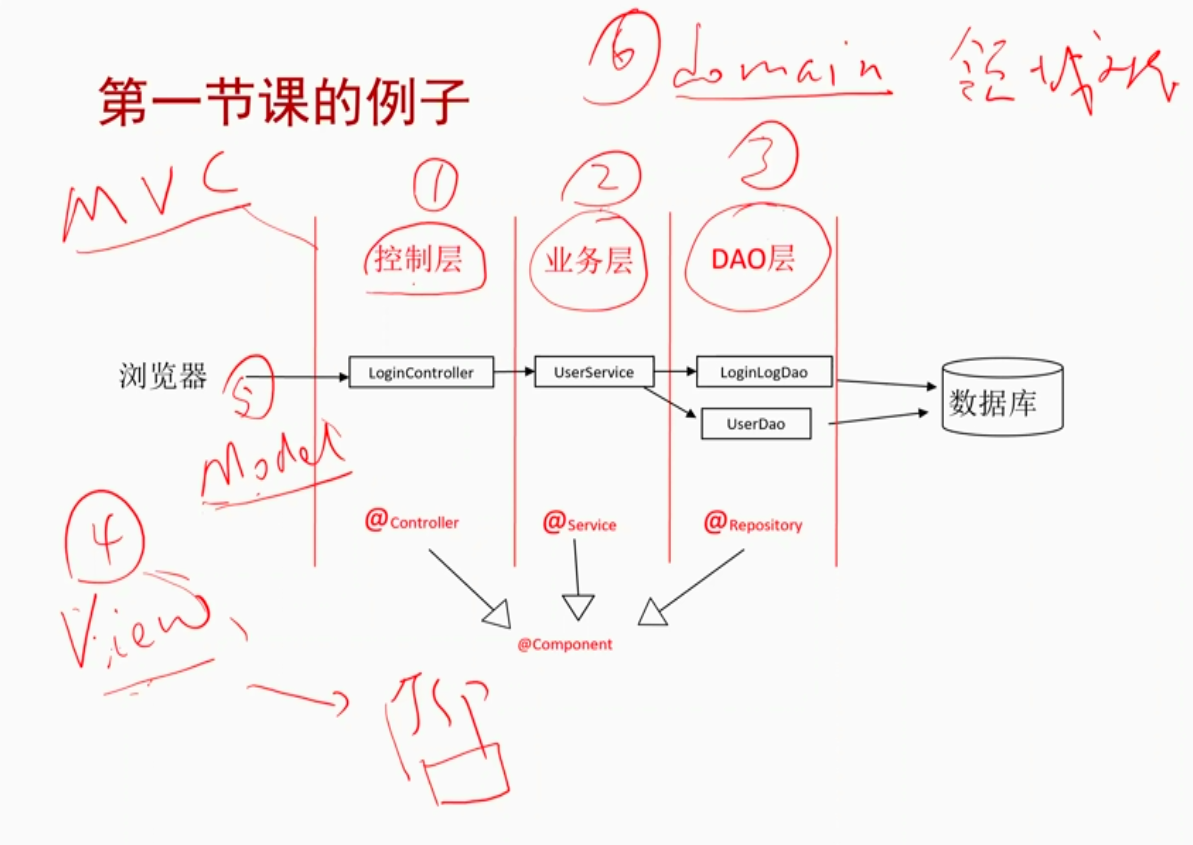 ⑥ domain 领域
第一节课的例子
MVC
① ② ③
控制层 业务层 DAO层
浏览器 ⑤ LoginController UserService LoginLogDao
数据库
UserDao
Model
@Controller @Service @Repository
④
View
@Component
JSP